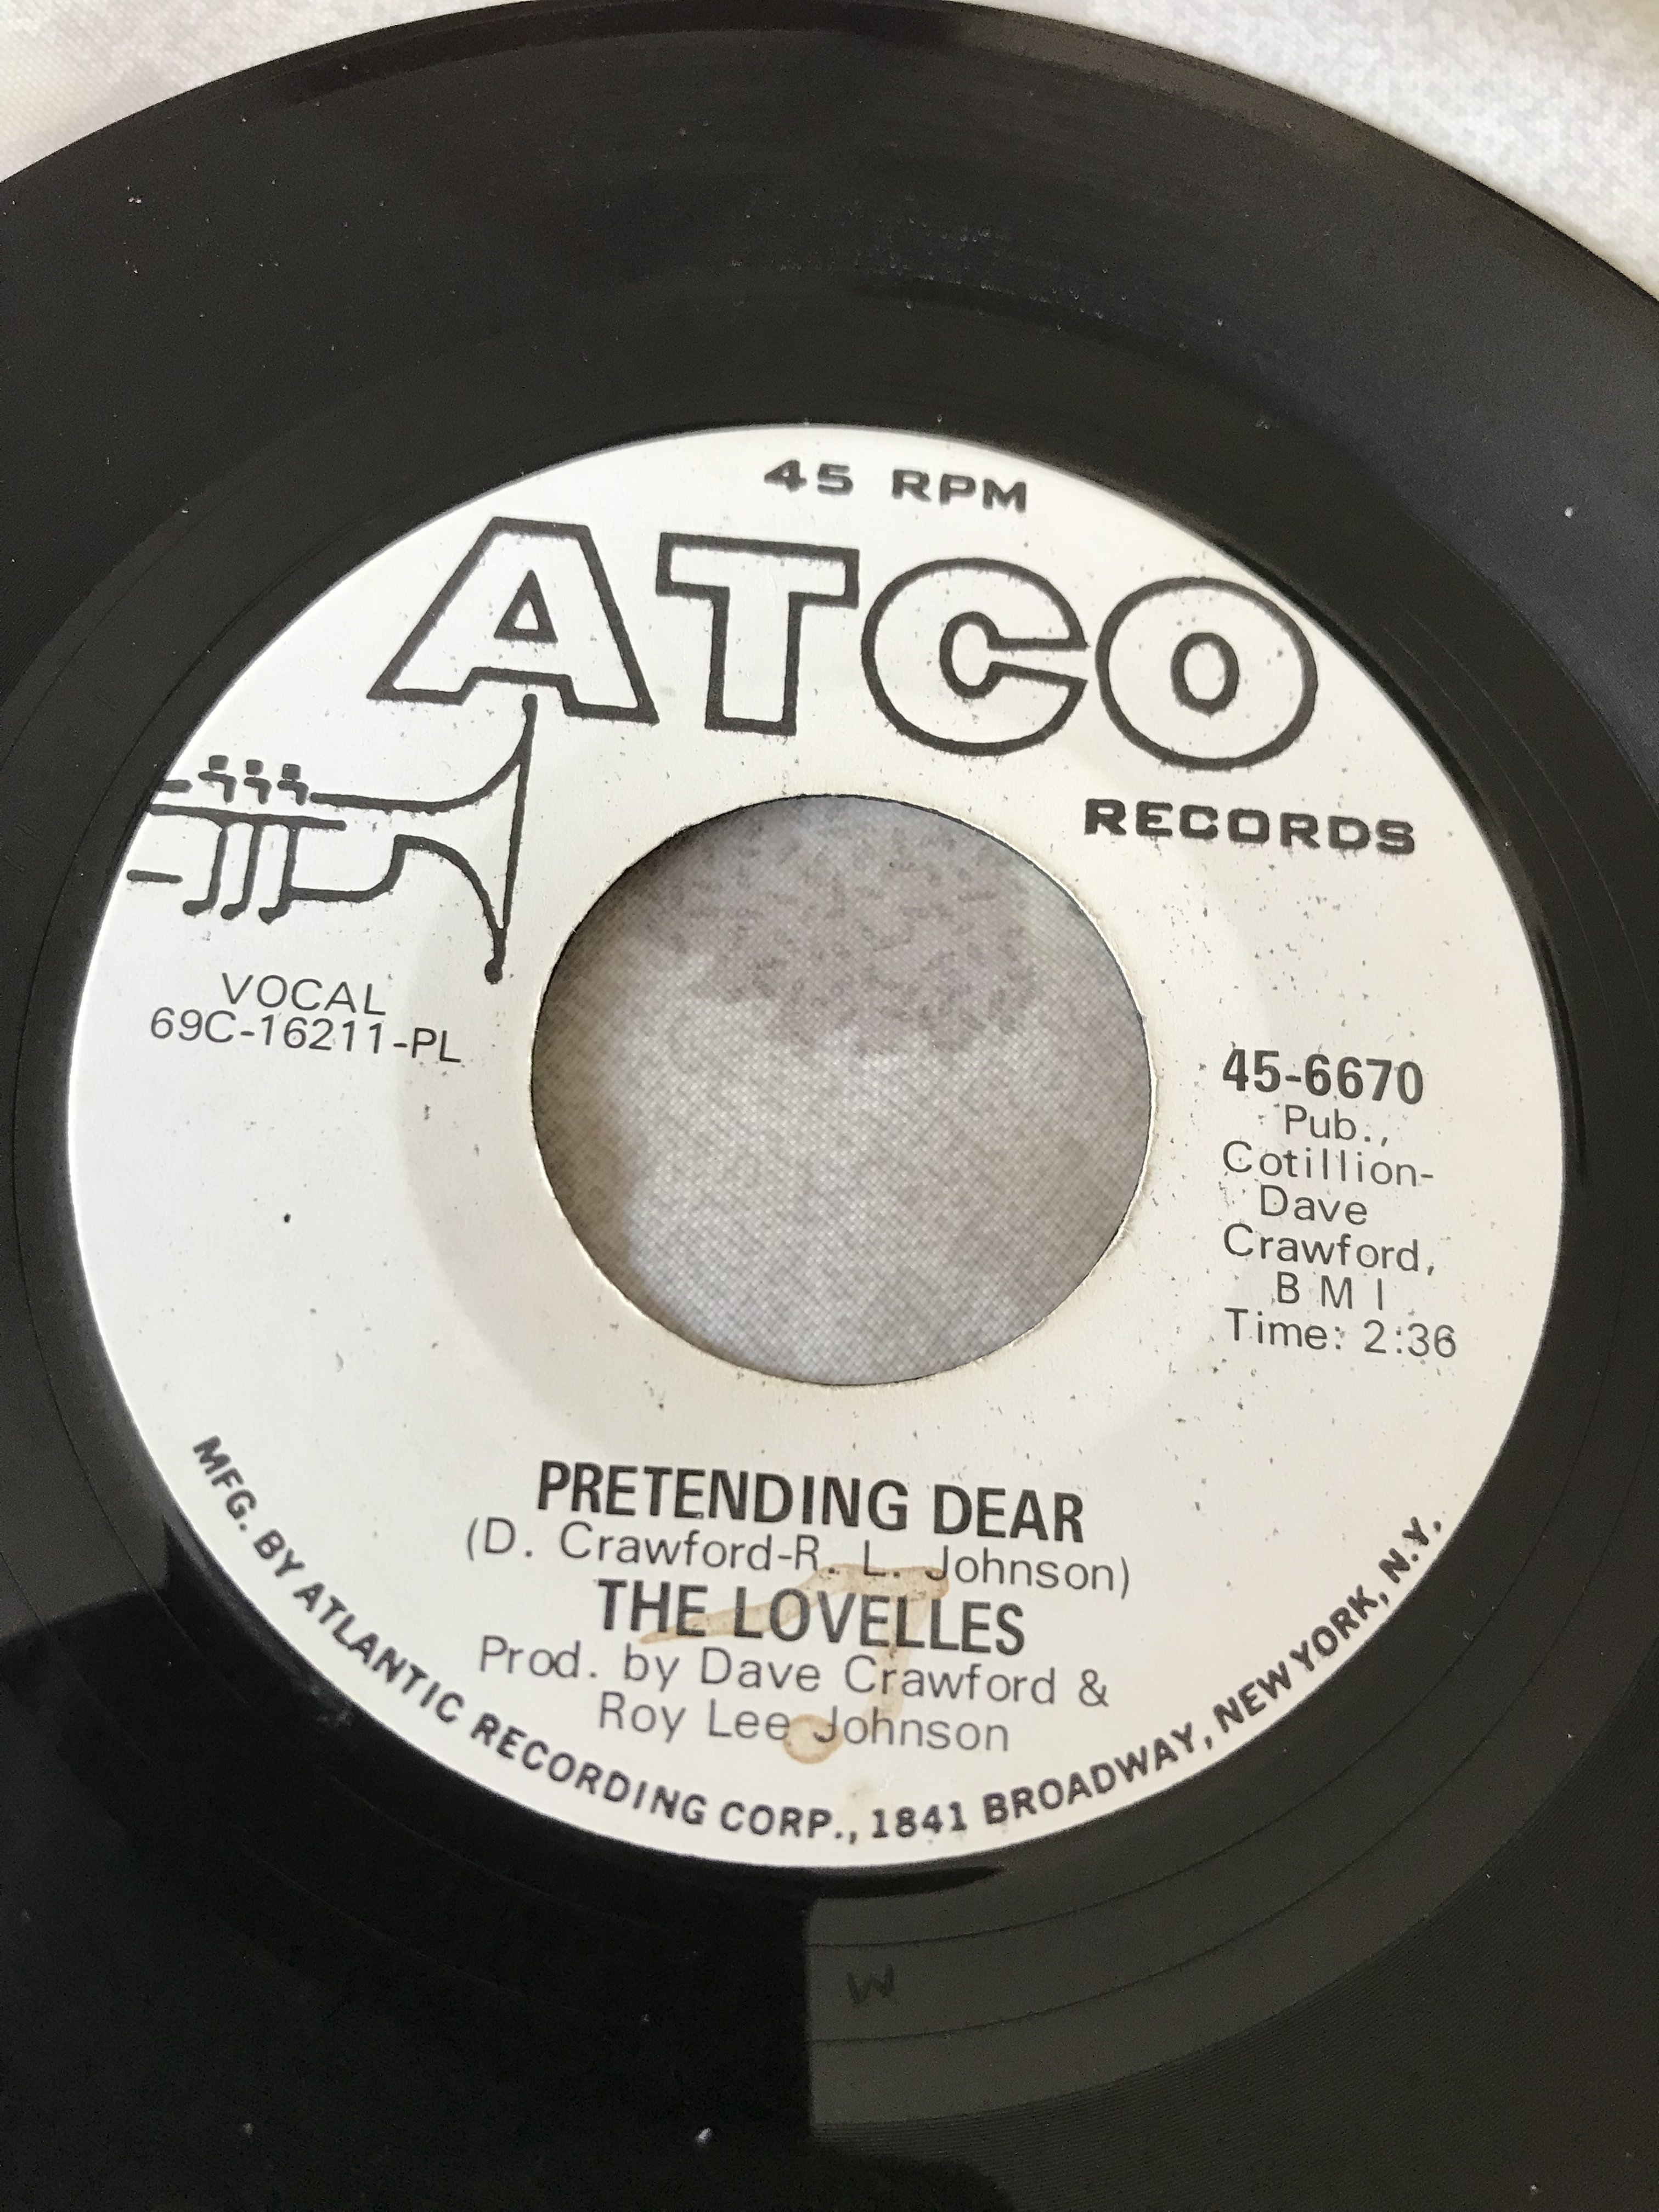 45 RPM
ATCO
RECORDS
VOCAL
69C-16211-PL
45-6670
Pub.,
Cotillion-
Dave
Crawford,
B M I
Time: 2:36
PRETENDING DEAR
(D. Crawford-R. L. Johnson)
THE LOVELLES
Prod. by Dave Crawford &
Roy Lee Johnson
MFG. BY ATLANTIC RECORDING CORP., 1841 BROADWAY, NEW YORK, N.Y.
W